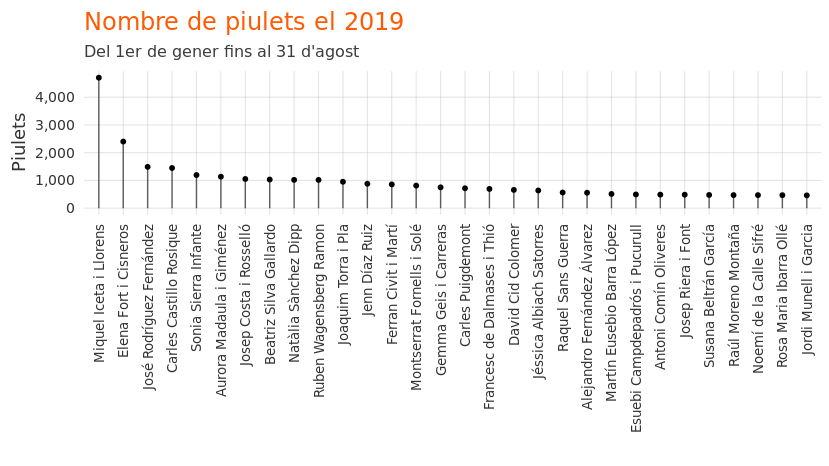 Nombre de piulets el 2019
Del 1er de gener fins al 31 d'agost
Piulets
4,000
3,000
2,000
1,000
0
Miquel Iceta i Llorens
Elena Fort i Cisneros
José Rodríguez Fernández
Carles Castillo Rosique
Sonia Sierra Infante
Aurora Madaula i Giménez
Josep Costa i Rosselló
Beatriz Silva Gallardo
Natàlia Sànchez Dipp
Ruben Wagensberg Ramon
Joaquim Torra i Pla
Jenn Díaz Ruiz
Ferran Civit i Martí
Montserrat Fornells i Solé
Gemma Geis i Carreras
Carles Puigdemont
Francesc de Dalmases i Thió
David Cid Colomer
Jéssica Albiach Satorres
Raquel Sans Guerra
Alejandro Fernández Álvarez
Martín Eusebio Barra López
Esuebi Campdepadrós i Pucurull
Antoni Comín Oliveres
Josep Riera i Font
Susana Beltrán García
Raúl Moreno Montaña
Noemí de la Calle Sifré
Rosa Maria Ibarra Ollé
Jordi Munell i Garcia